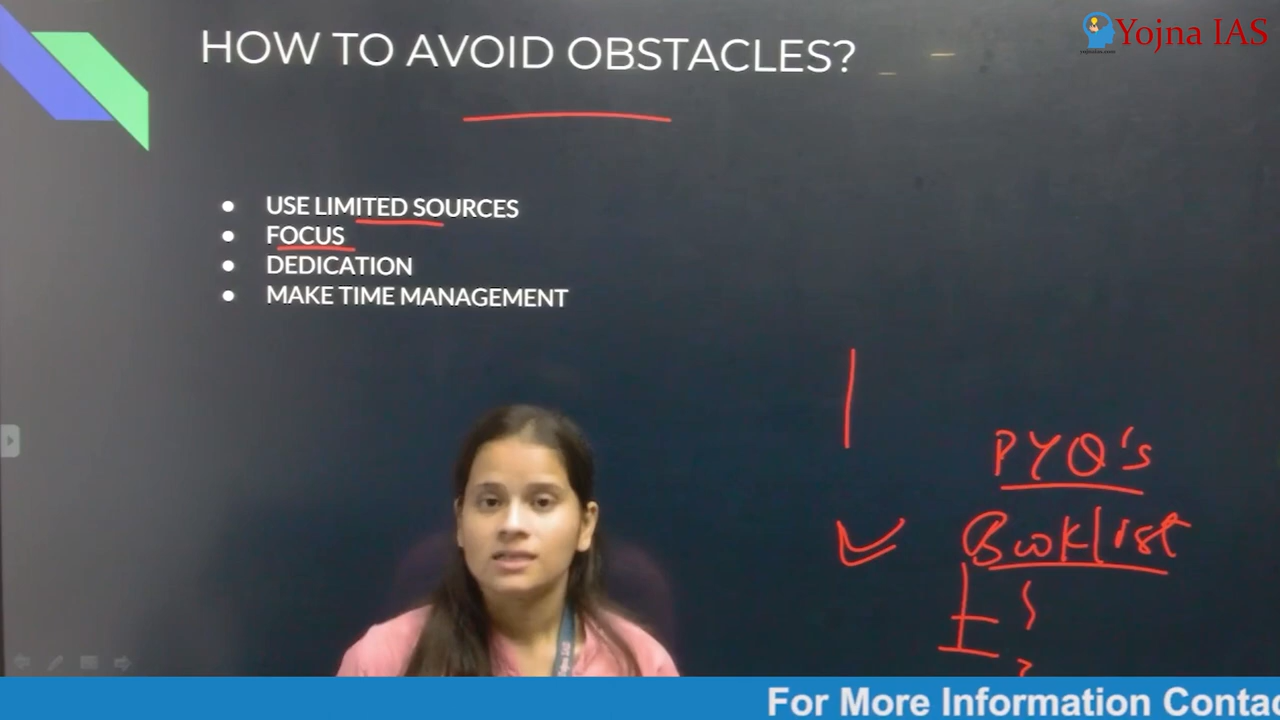 Yojna IAS
HOW TO AVOID OBSTACLES?
● USE LIMITED SOURCES
● FOCUS
● DEDICATION
● MAKE TIME MANAGEMENT
PYQ's
Booklist
For More Information Contac